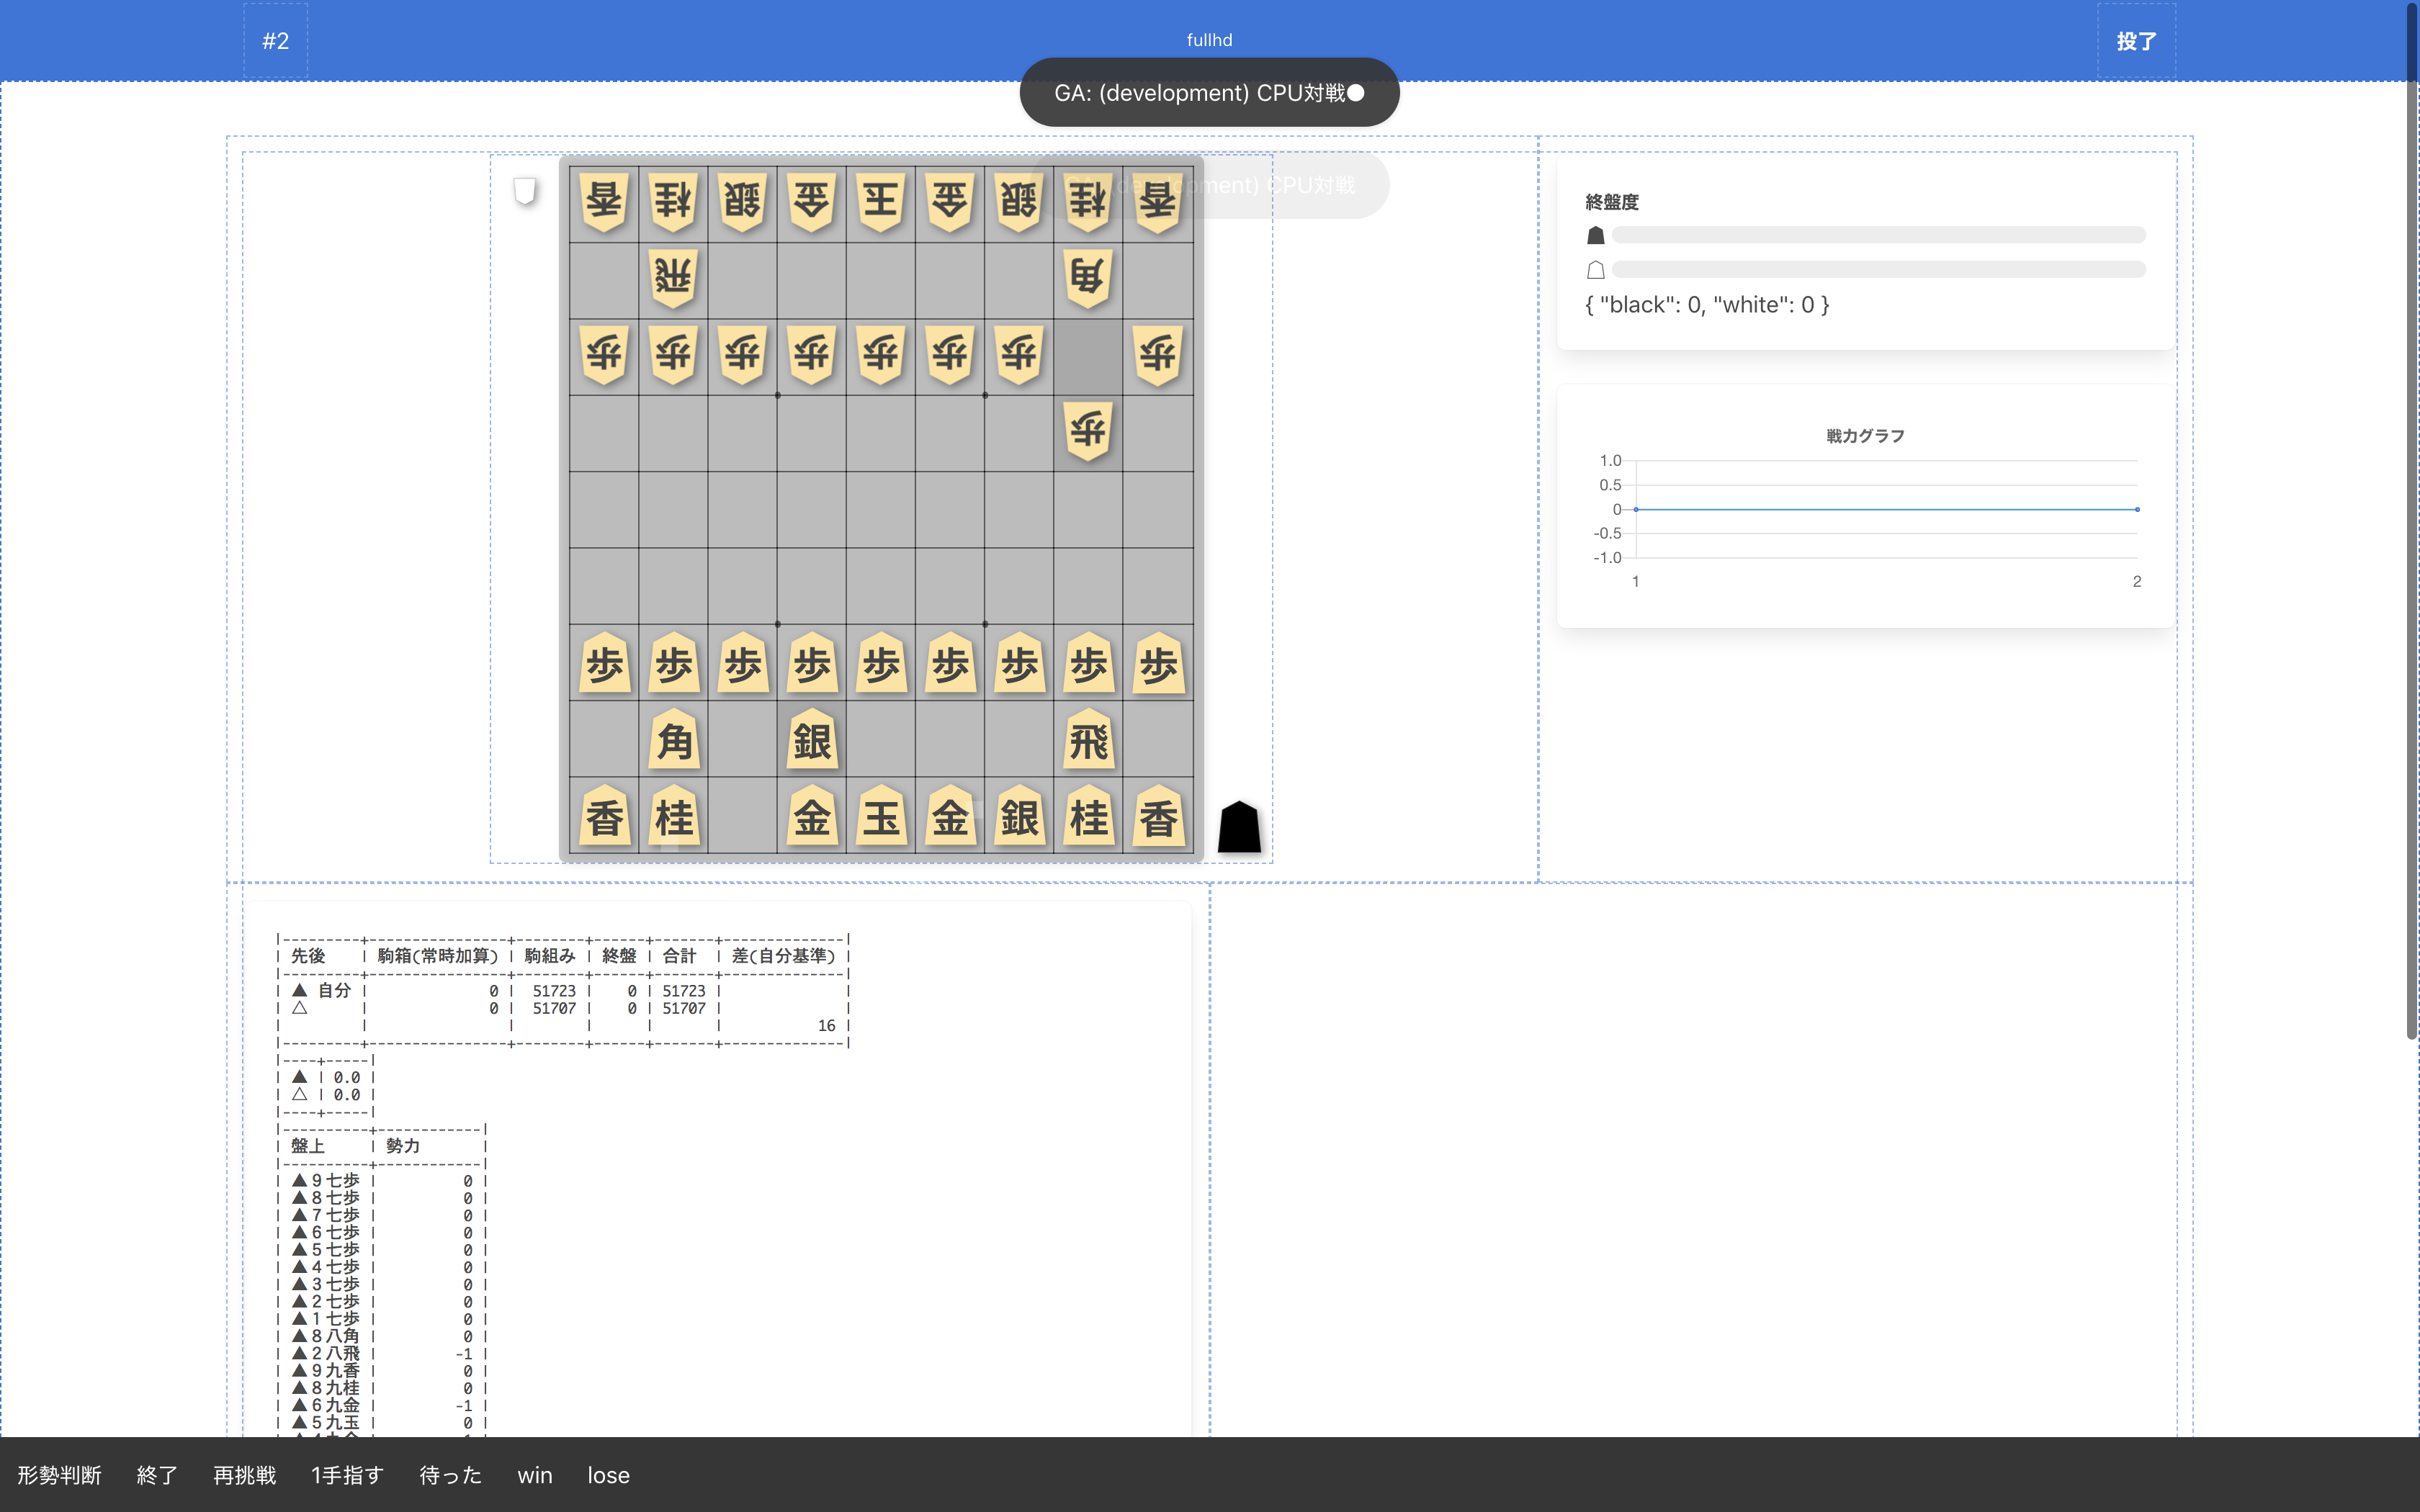 #2
fullhd
投了
GA: (development) CPU対戦●
GA: (development) CPU対戦
香桂銀金玉金銀桂香
飛角
歩歩歩歩歩歩歩歩
歩
歩歩歩歩歩歩歩歩歩
角銀飛
香桂金玉金銀桂香
終盤度
{ "black": 0, "white": 0 }
戦力グラフ
1.0
0.5
0
-0.5
-1.0
1 2
|---------+----------------+--------+------+-------+--------------|
| 先後 | 駒箱(常時加算) | 駒組み | 終盤 | 合計 | 差(自分基準) |
|---------+----------------+--------+------+-------+--------------|
| ▲ 自分 | 0 | 51723 | 0 | 51723 | |
| △ | 0 | 51707 | 0 | 51707 | |
| | | | | | 16 |
|---------+----------------+--------+------+-------+--------------|
|----+-----|
| ▲ | 0.0 |
| △ | 0.0 |
|----+-----|
|----------+------------|
| 盤上 | 勢力 |
|----------+------------|
| ▲9七歩 | 0 |
| ▲8七歩 | 0 |
| ▲7七歩 | 0 |
| ▲6七歩 | 0 |
| ▲5七歩 | 0 |
| ▲4七歩 | 0 |
| ▲3七歩 | 0 |
| ▲2七歩 | 0 |
| ▲1七歩 | 0 |
| ▲8八角 | 0 |
| ▲2八飛 | -1 |
| ▲9九香 | 0 |
| ▲8九桂 | 0 |
| ▲6九金 | -1 |
| ▲5九玉 | 0 |
形勢判断 終了 再挑戦 1手指す 待った win lose